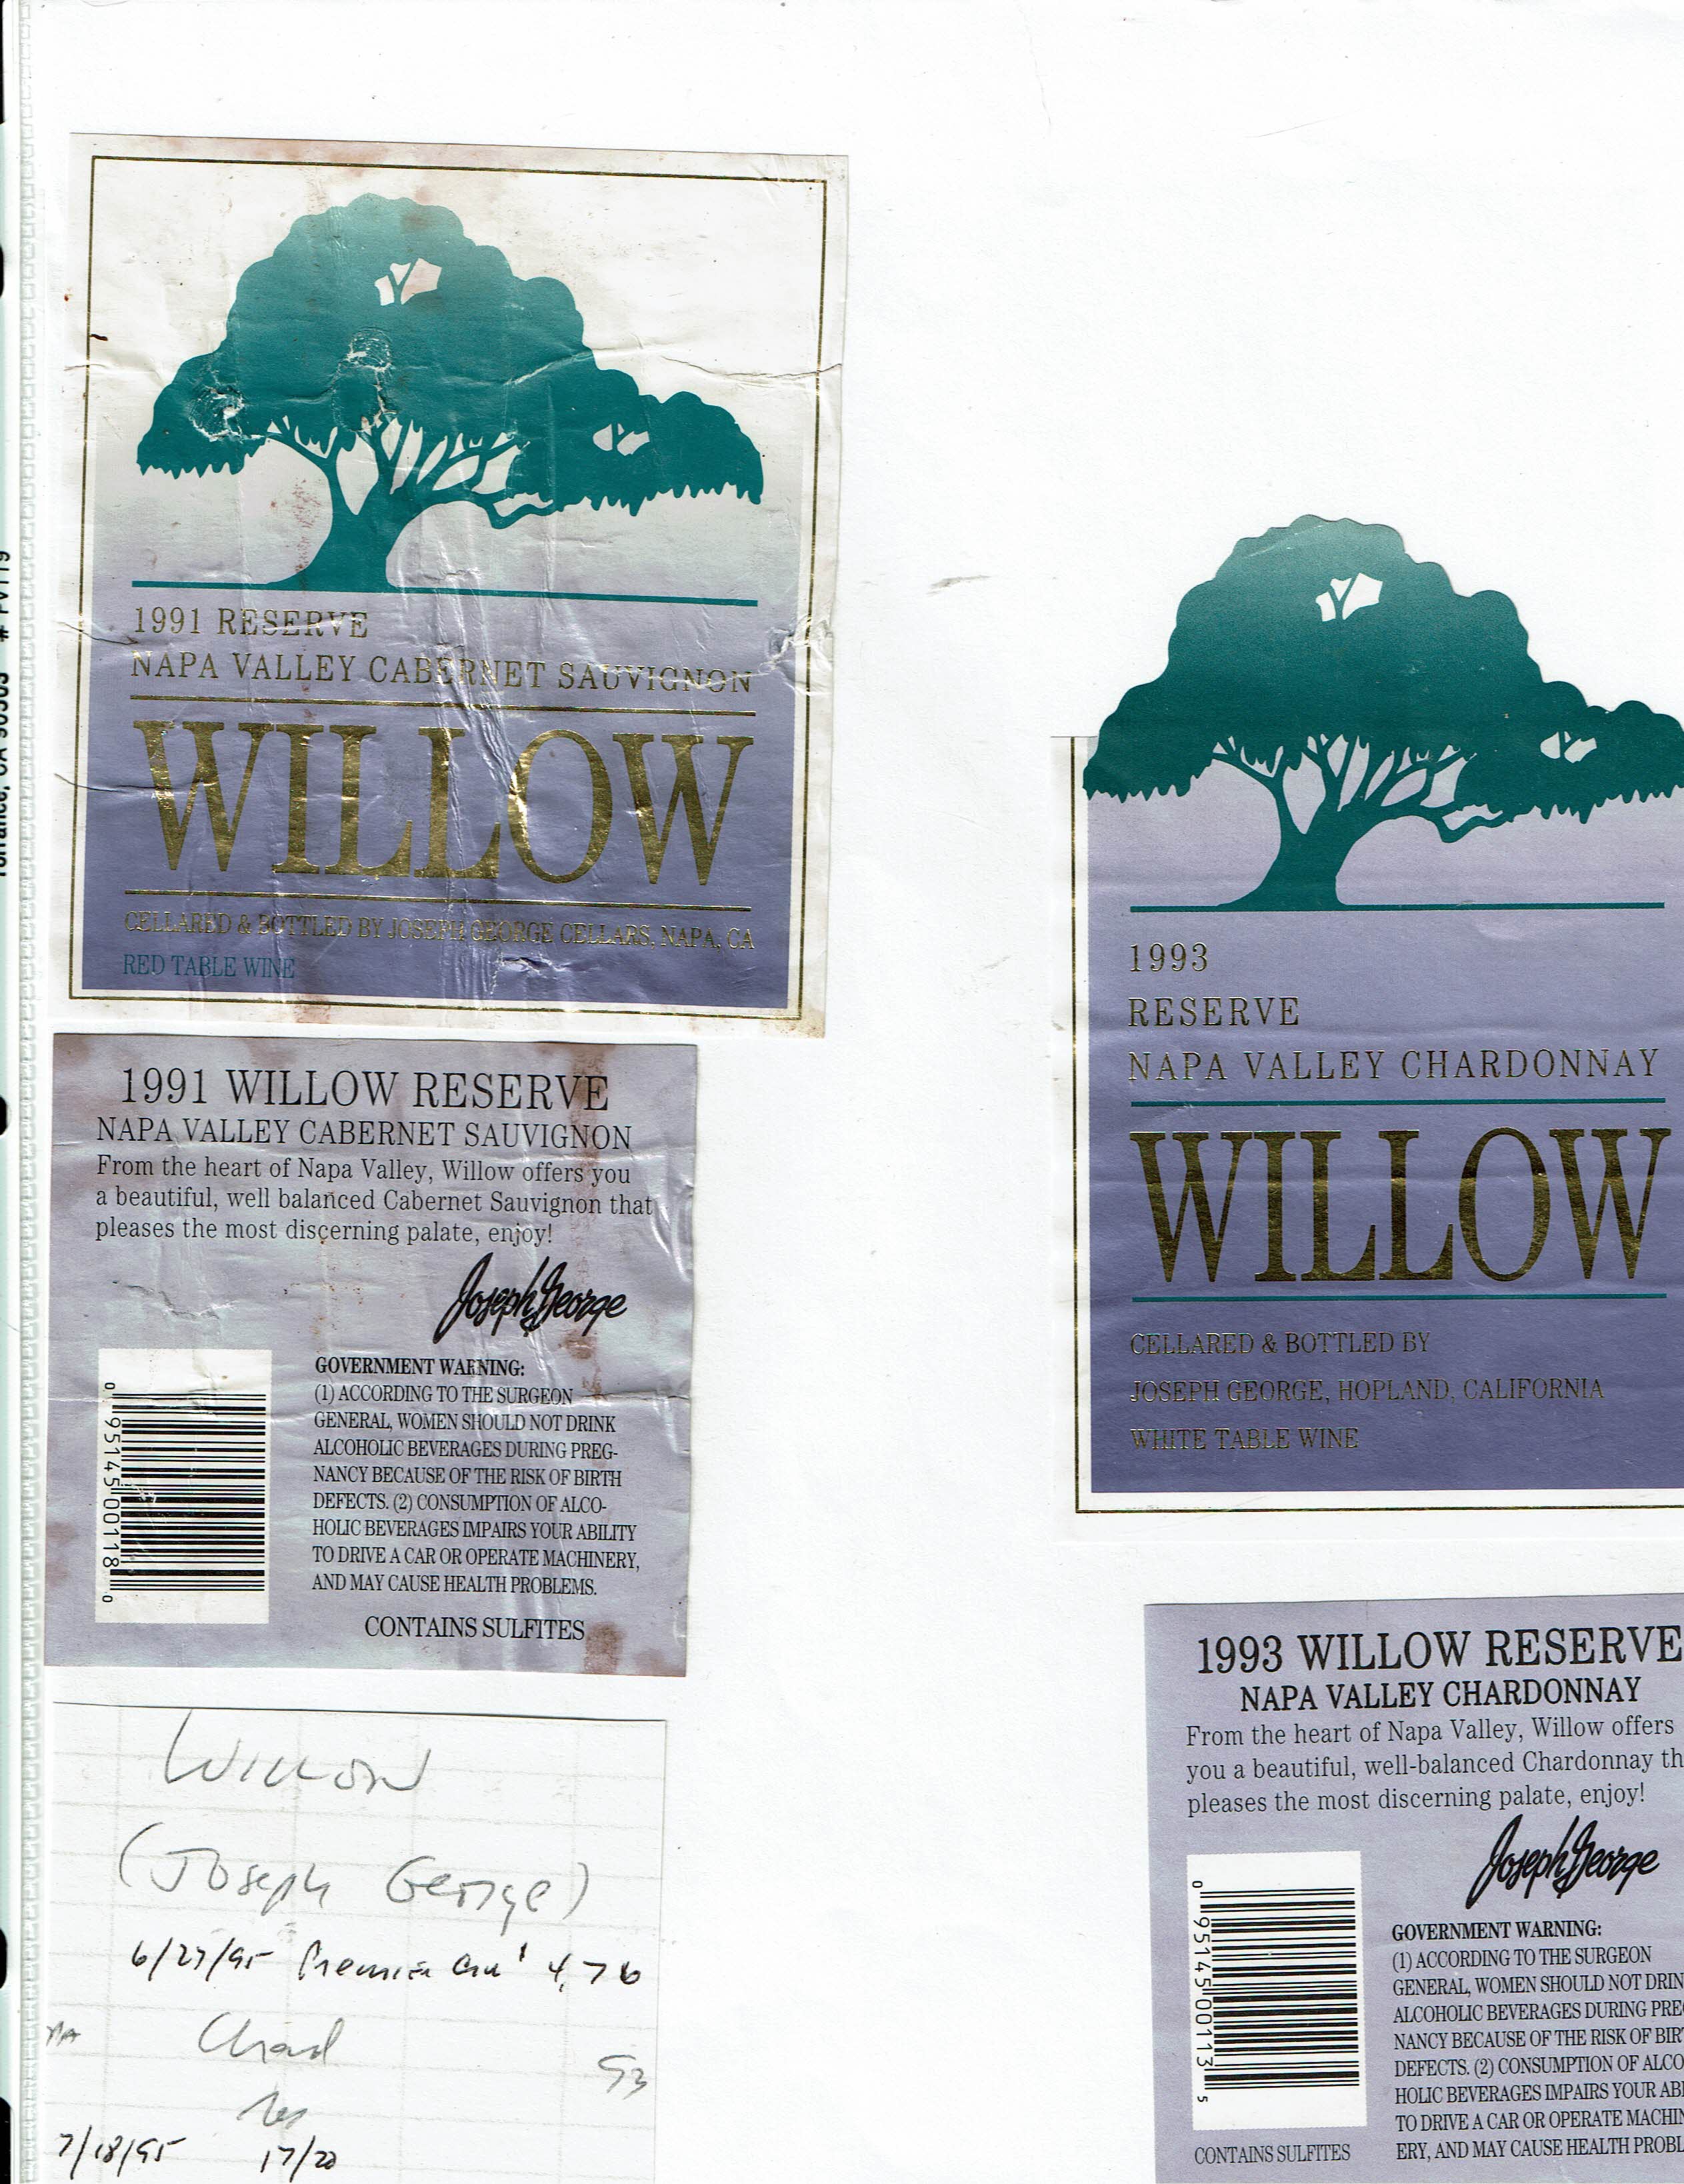 1991 RESERVE
NAPA VALLEY CABERNET SAUVIGNON
WILLOW
CELLARED & BOTTLED BY JOSEPH GEORGE CELLARS, NAPA, CA
RED TABLE WINE
1991 WILLOW RESERVE
NAPA VALLEY CABERNET SAUVIGNON
From the heart of Napa Valley, Willow offers you
a beautiful, well balanced Cabernet Sauvignon that
pleases the most discerning palate, enjoy!
Joseph George
GOVERNMENT WARNING:
(1) ACCORDING TO THE SURGEON
GENERAL, WOMEN SHOULD NOT DRINK
ALCOHOLIC BEVERAGES DURING PREG-
NANCY BECAUSE OF THE RISK OF BIRTH
DEFECTS. (2) CONSUMPTION OF ALCO-
HOLIC BEVERAGES IMPAIRS YOUR ABILITY
TO DRIVE A CAR OR OPERATE MACHINERY,
AND MAY CAUSE HEALTH PROBLEMS.
0 95145 00118 0
CONTAINS SULFITES
WILLOW
(Joseph George)
6/27/95 Premier Cru 4,76
Chard
93
Res
7/18/95 17/20
1993
RESERVE
NAPA VALLEY CHARDONNAY
WILLOW
CELLARED & BOTTLED BY
JOSEPH GEORGE, HOPLAND, CALIFORNIA
WHITE TABLE WINE
1993 WILLOW RESERVE
NAPA VALLEY CHARDONNAY
From the heart of Napa Valley, Willow offers
you a beautiful, well-balanced Chardonnay th
pleases the most discerning palate, enjoy!
Joseph George
GOVERNMENT WARNING:
(1) ACCORDING TO THE SURGEON
GENERAL, WOMEN SHOULD NOT DRIN
ALCOHOLIC BEVERAGES DURING PRE
NANCY BECAUSE OF THE RISK OF BIR
DEFECTS. (2) CONSUMPTION OF ALCO
HOLIC BEVERAGES IMPAIRS YOUR ABI
TO DRIVE A CAR OR OPERATE MACHIN
ERY, AND MAY CAUSE HEALTH PROBL
0 95145 00113 5
CONTAINS SULFITES